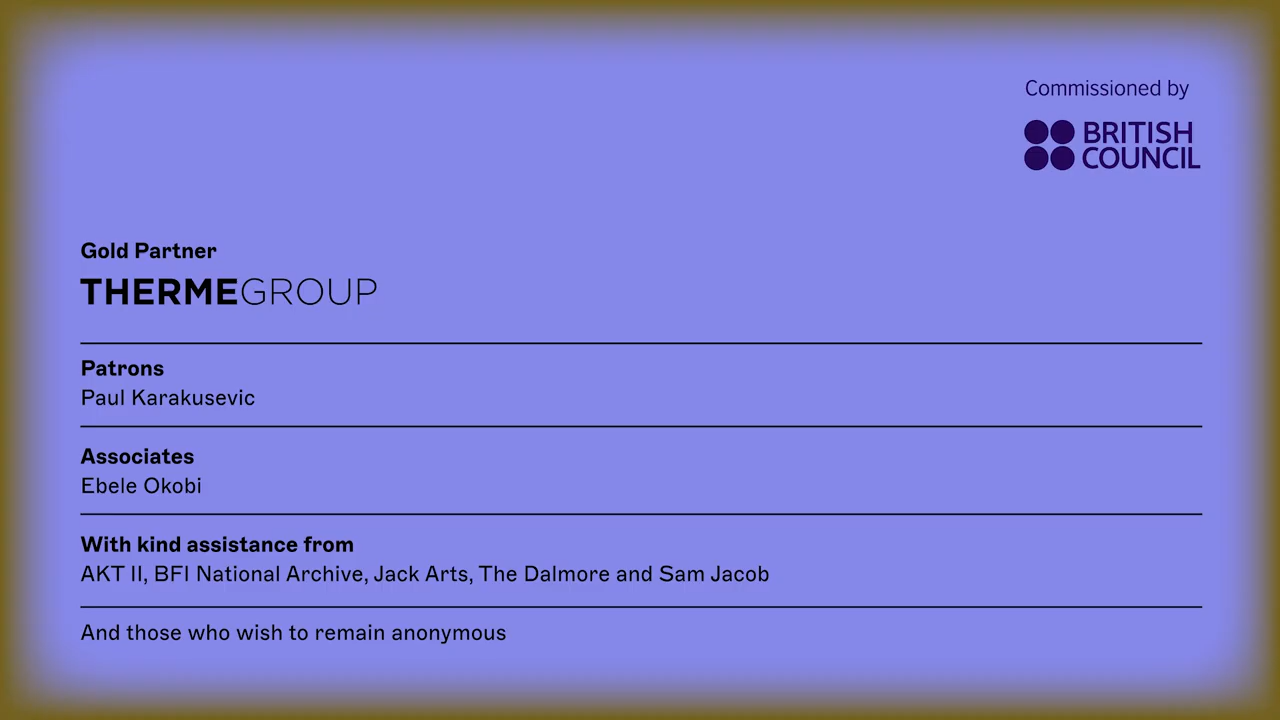 Commissioned by
BRITISH
COUNCIL
Gold Partner
THERMEGROUP
Patrons
Paul Karakusevic
Associates
Ebele Okobi
With kind assistance from
AKT II, BFI National Archive, Jack Arts, The Dalmore and Sam Jacob
And those who wish to remain anonymous